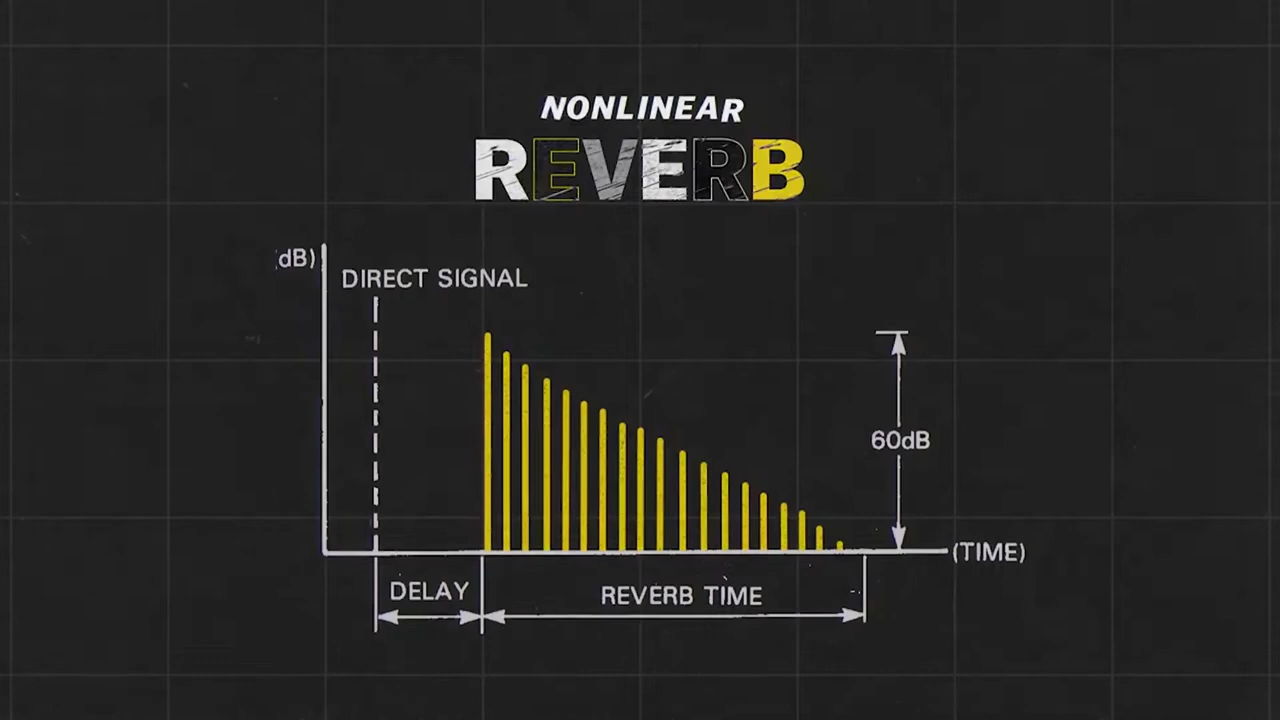 NONLINEAR
REVERB
dB)
DIRECT SIGNAL
60dB
(TIME)
DELAY
REVERB TIME